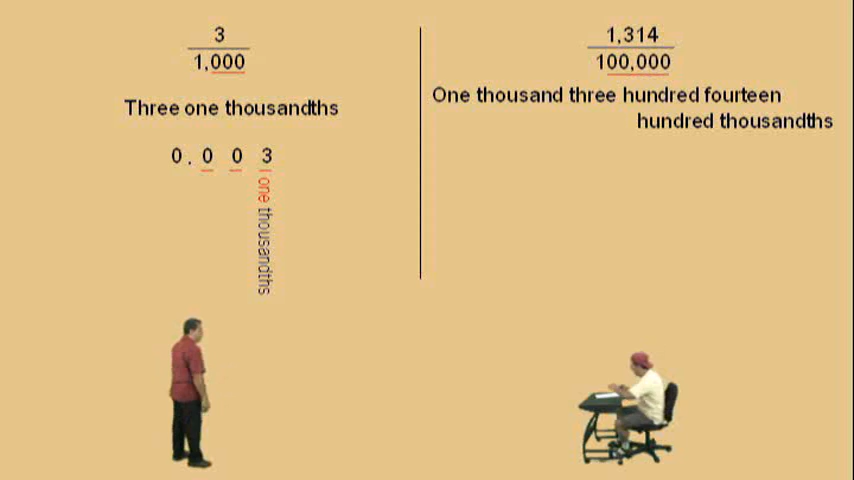 3
1,000
Three one thousandths
0.003
one thousandths
1,314
100,000
One thousand three hundred fourteen
hundred thousandths